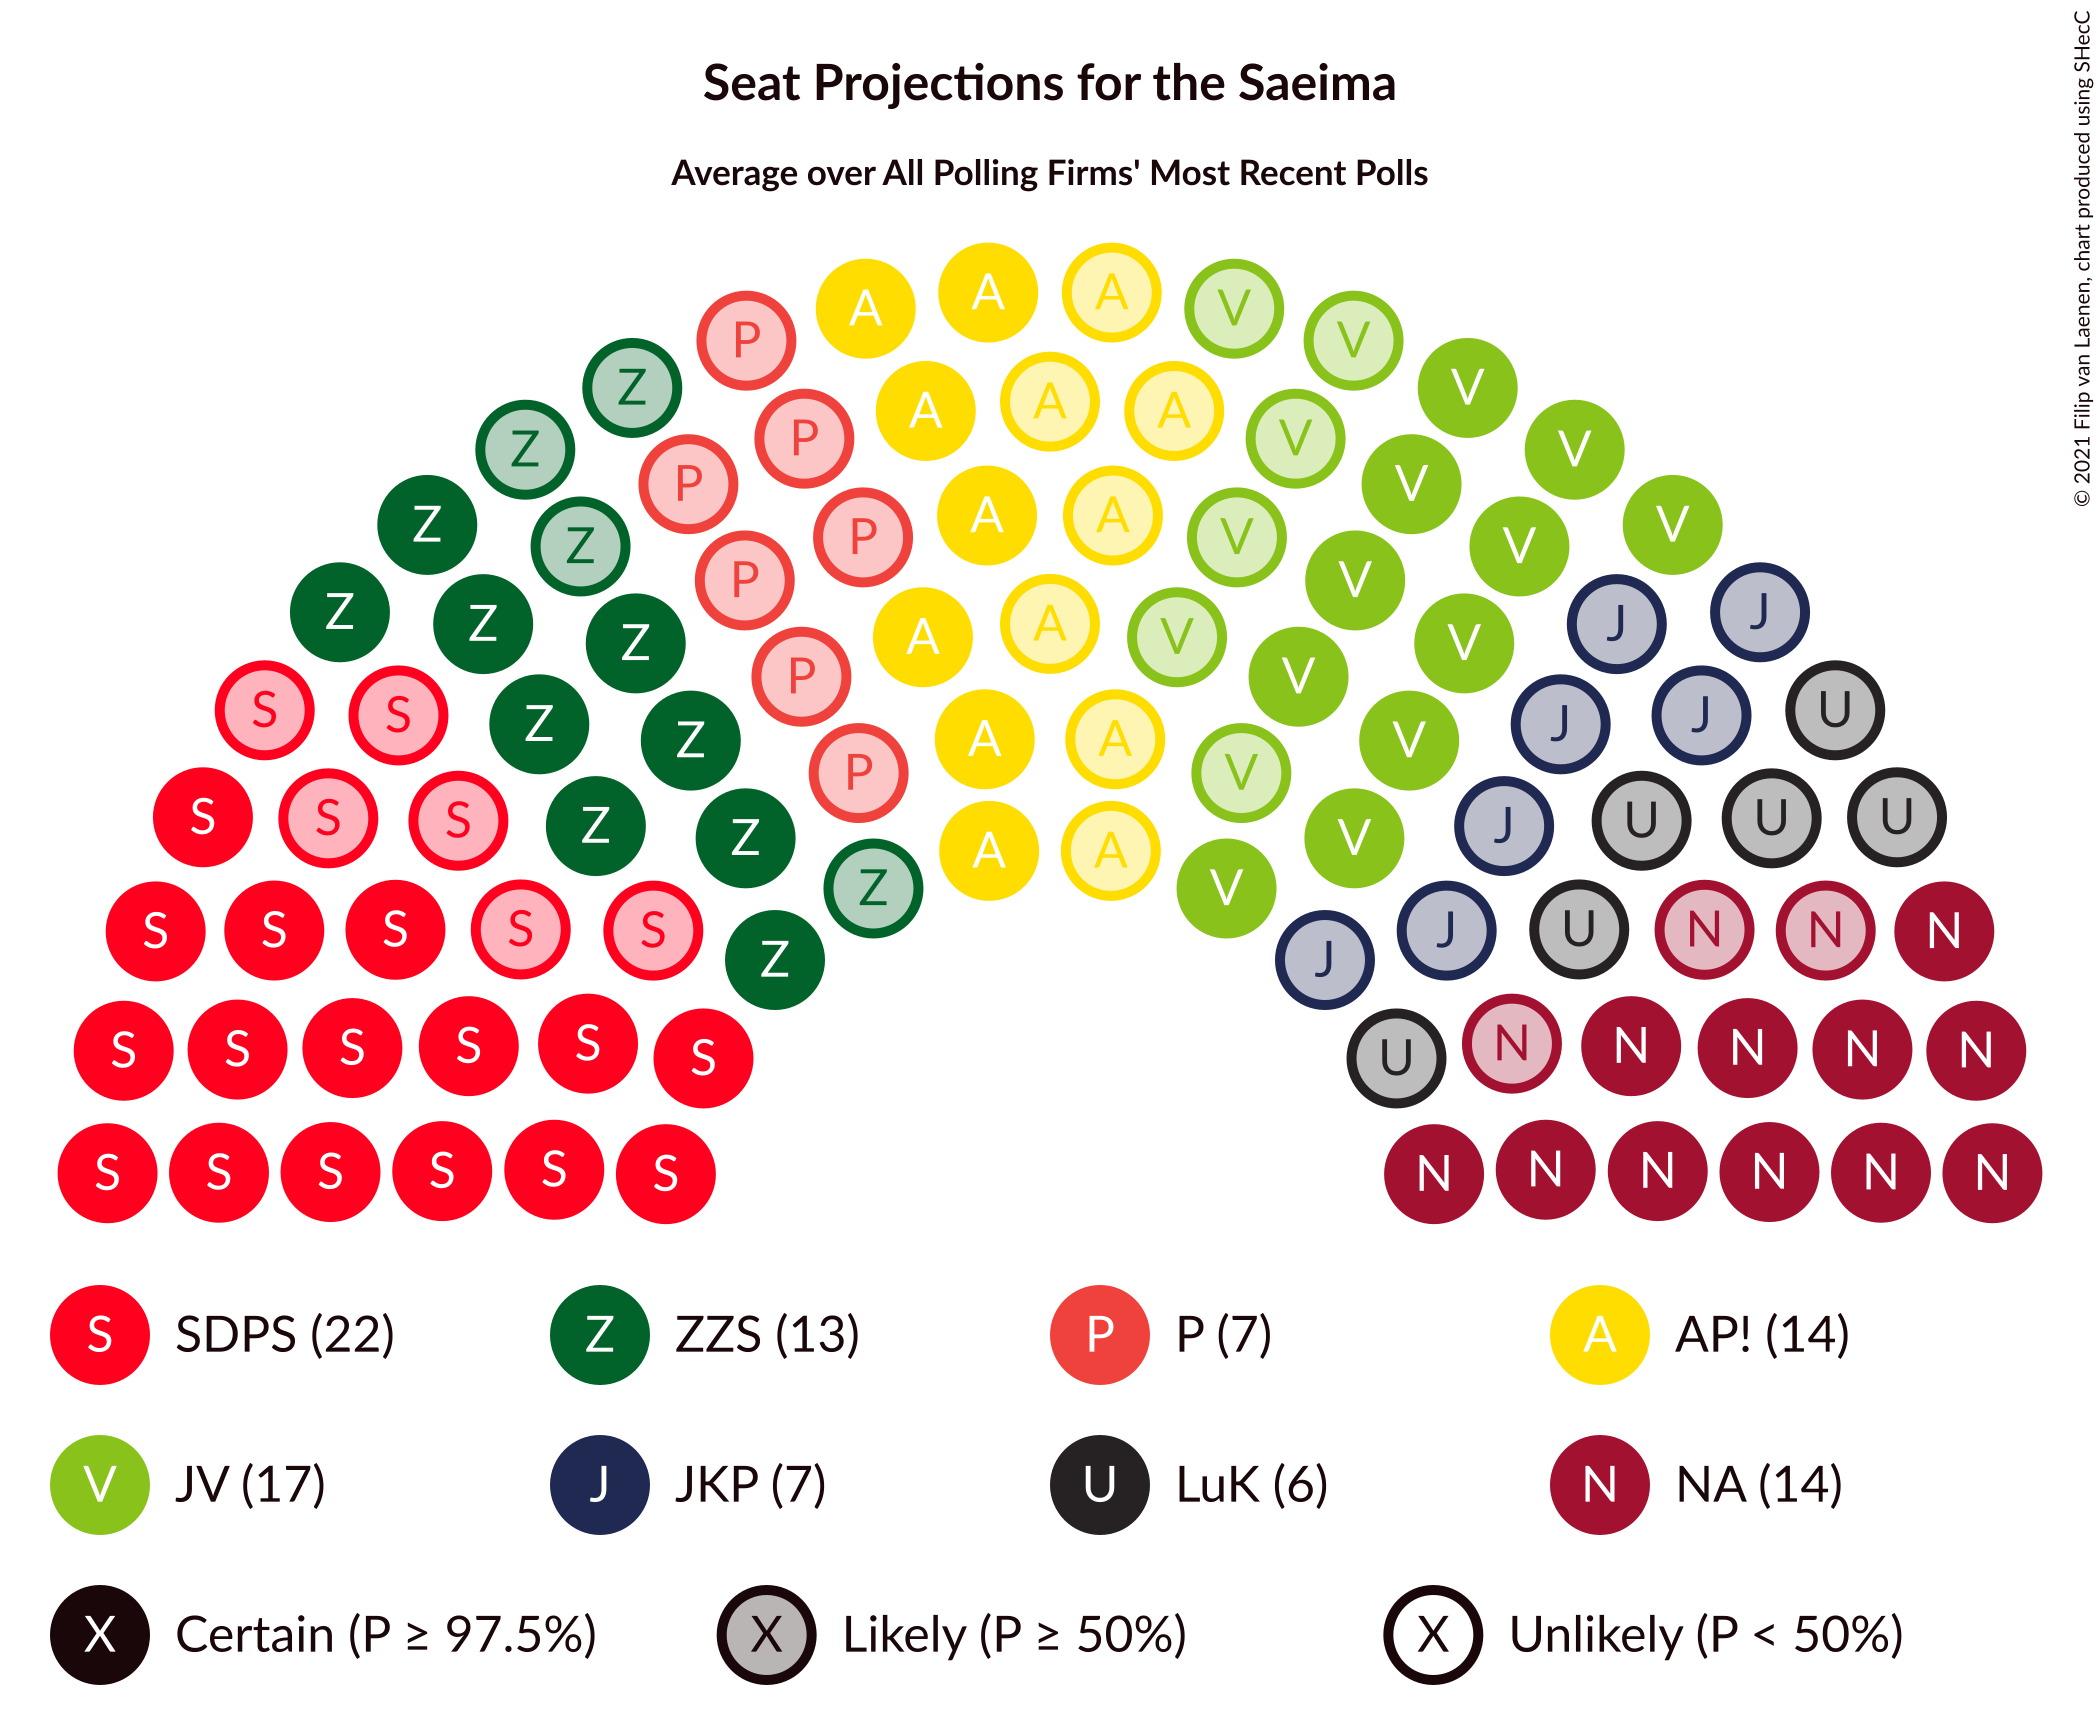 Seat Projections for the Saeima
Average over All Polling Firms' Most Recent Polls
© 2021 Filip van Laenen, chart produced using SHecC
A A A
A V
P V
A A A
Z P V V
Z P V V
A A
P V
Z Z P V V V
Z Z Z P A A V V V J J
S S Z Z A A V J J U
P V
S S S Z Z V J U U U
A A
S S S S S Z V J U N N N
Z J
S S S S S S U N N N N N
S S S S S S N N N N N N
S SDPS (22) Z ZZS (13) P P (7) A AP! (14)
V JV (17) J JKP (7) U LuK (6) N NA (14)
X Certain (P ≥ 97.5%) X Likely (P ≥ 50%) X Unlikely (P < 50%)